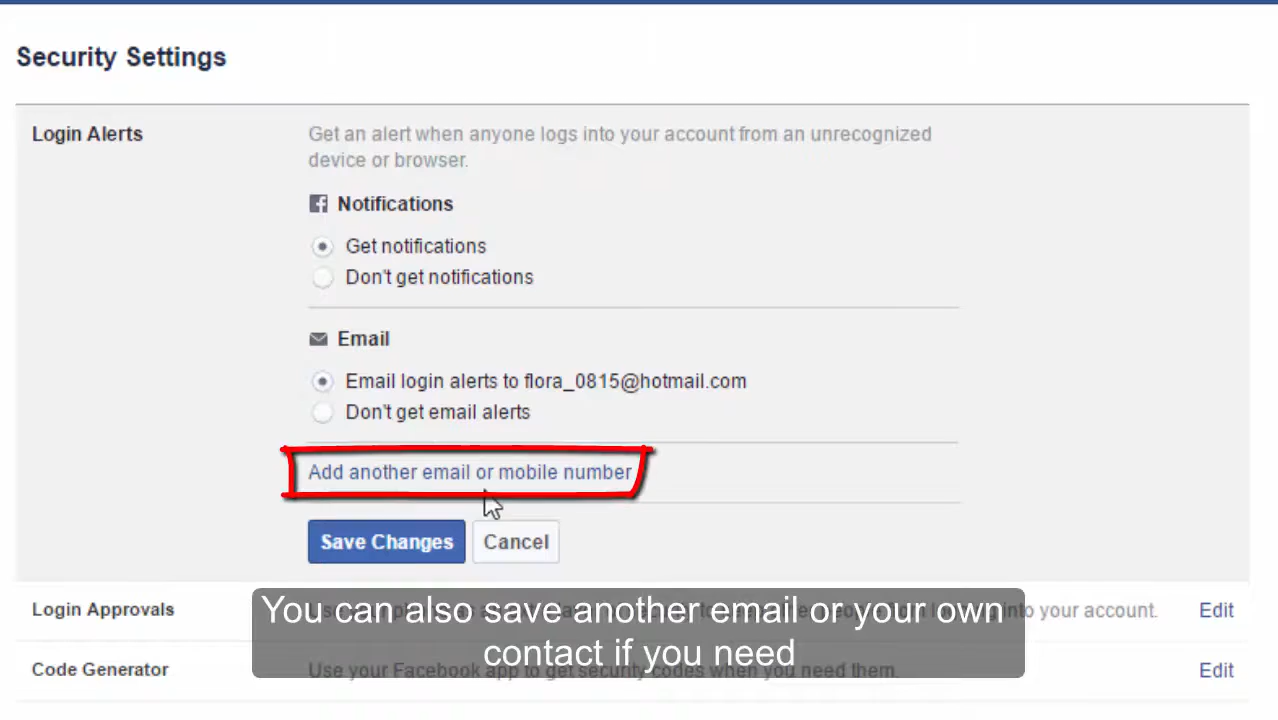 Security Settings
Login Alerts
Get an alert when anyone logs into your account from an unrecognized
device or browser.
Notifications
Get notifications
Don't get notifications
Email
Email login alerts to flora_0815@hotmail.com
Don't get email alerts
Add another email or mobile number
Save Changes Cancel
Login Approvals into your account. Edit
You can also save another email or your own
contact if you need
Code Generator Use your Facebook app to get security codes when you need them. Edit